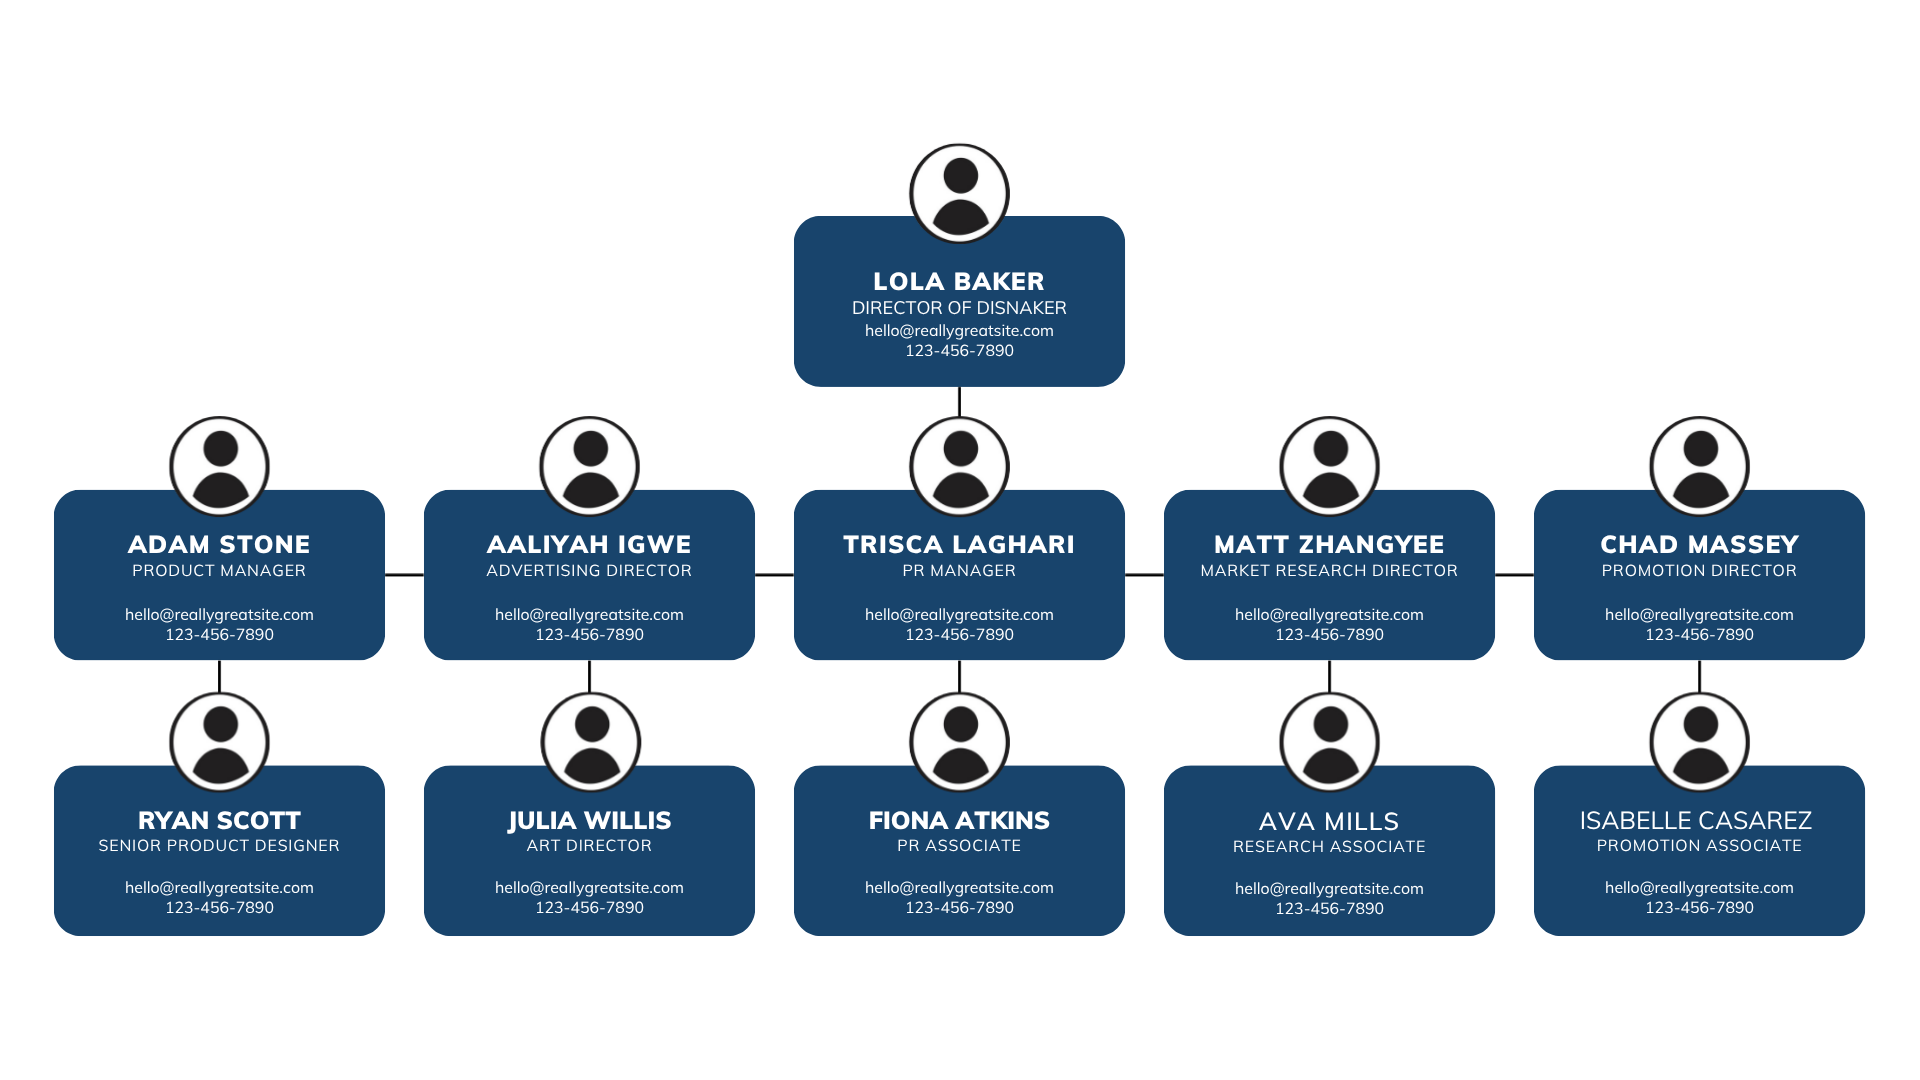 LOLA BAKER
DIRECTOR OF DISNAKER
hello@reallygreatsite.com
123-456-7890
ADAM STONE
PRODUCT MANAGER
hello@reallygreatsite.com
123-456-7890
AALIYAH IGWE
ADVERTISING DIRECTOR
hello@reallygreatsite.com
123-456-7890
TRISCA LAGHARI
PR MANAGER
hello@reallygreatsite.com
123-456-7890
MATT ZHANGYEE
MARKET RESEARCH DIRECTOR
hello@reallygreatsite.com
123-456-7890
CHAD MASSEY
PROMOTION DIRECTOR
hello@reallygreatsite.com
123-456-7890
RYAN SCOTT
SENIOR PRODUCT DESIGNER
hello@reallygreatsite.com
123-456-7890
JULIA WILLIS
ART DIRECTOR
hello@reallygreatsite.com
123-456-7890
FIONA ATKINS
PR ASSOCIATE
hello@reallygreatsite.com
123-456-7890
AVA MILLS
RESEARCH ASSOCIATE
hello@reallygreatsite.com
123-456-7890
ISABELLE CASAREZ
PROMOTION ASSOCIATE
hello@reallygreatsite.com
123-456-7890